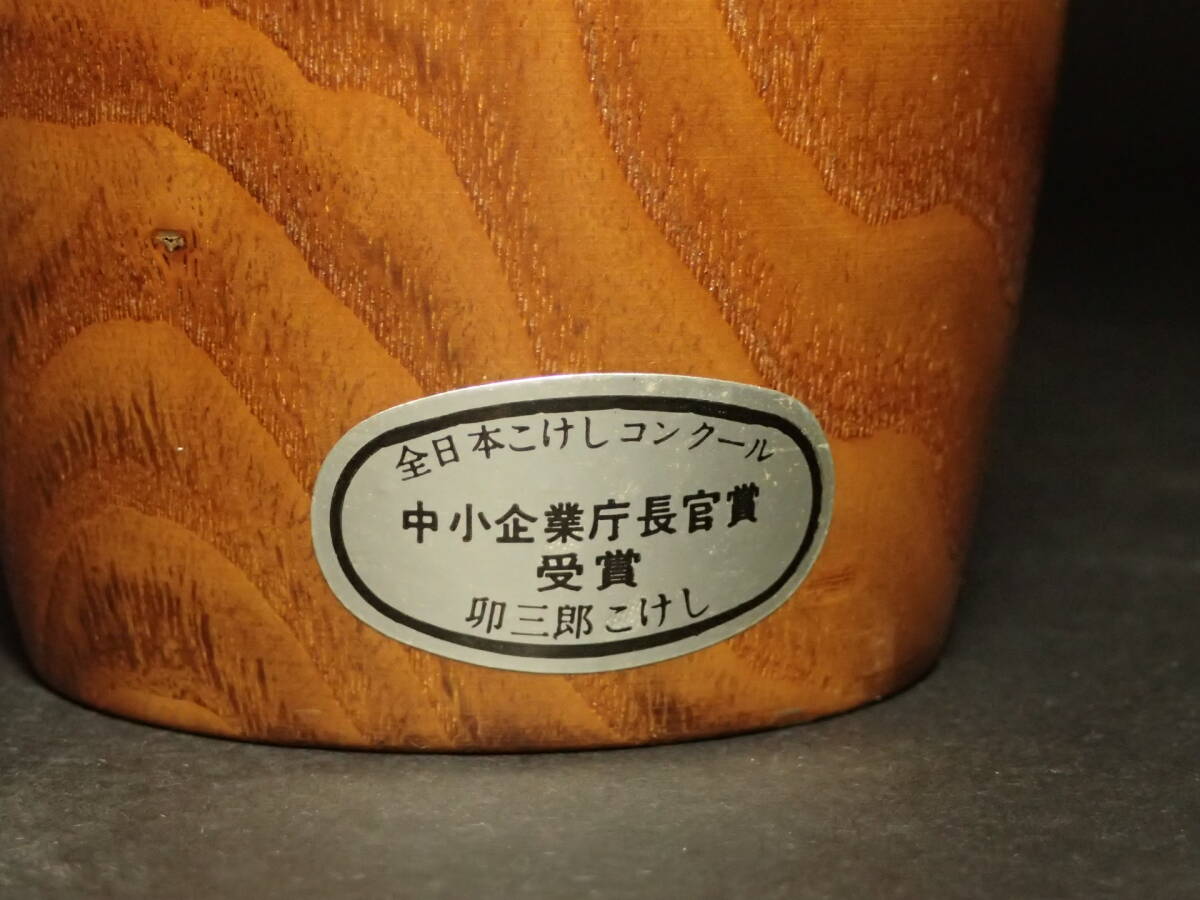 全日本こけしコンクール
中小企業庁長官賞
受賞
卯三郎こけし